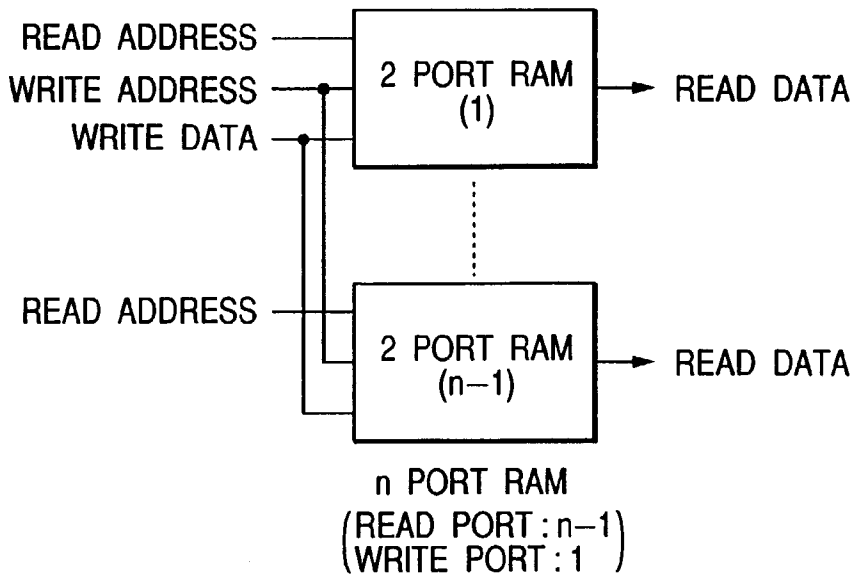 READ ADDRESS
WRITE ADDRESS
WRITE DATA
2 PORT RAM
(1)
READ DATA
READ ADDRESS
2 PORT RAM
(n−1)
READ DATA
n PORT RAM
(READ PORT : n−1
WRITE PORT : 1)